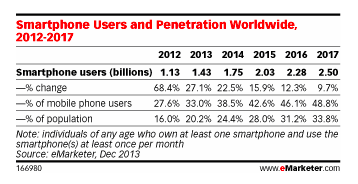 Smartphone Users and Penetration Worldwide,
2012-2017
2012 2013 2014 2015 2016 2017
Smartphone users (billions) 1.13 1.43 1.75 2.03 2.28 2.50
—% change 68.4% 27.1% 22.5% 15.9% 12.3% 9.7%
—% of mobile phone users 27.6% 33.0% 38.5% 42.6% 46.1% 48.8%
—% of population 16.0% 20.2% 24.4% 28.0% 31.2% 33.8%
Note: individuals of any age who own at least one smartphone and use the
smartphone(s) at least once per month
Source: eMarketer, Dec 2013
166980 www.eMarketer.com